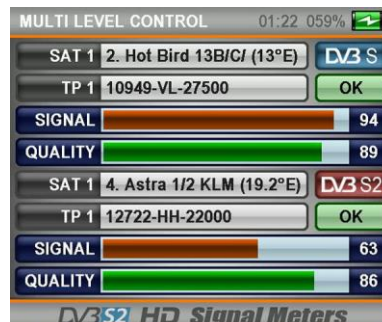 MULTI LEVEL CONTROL 01:22 059%
SAT 1 2. Hot Bird 13B/C/ (13°E) DVB S
TP 1 10949-VL-27500 OK
SIGNAL 94
QUALITY 89
SAT 1 4. Astra 1/2 KLM (19.2°E) DVB S2
TP 1 12722-HH-22000 OK
SIGNAL 63
QUALITY 86
DVB S2 HD Signal Meters